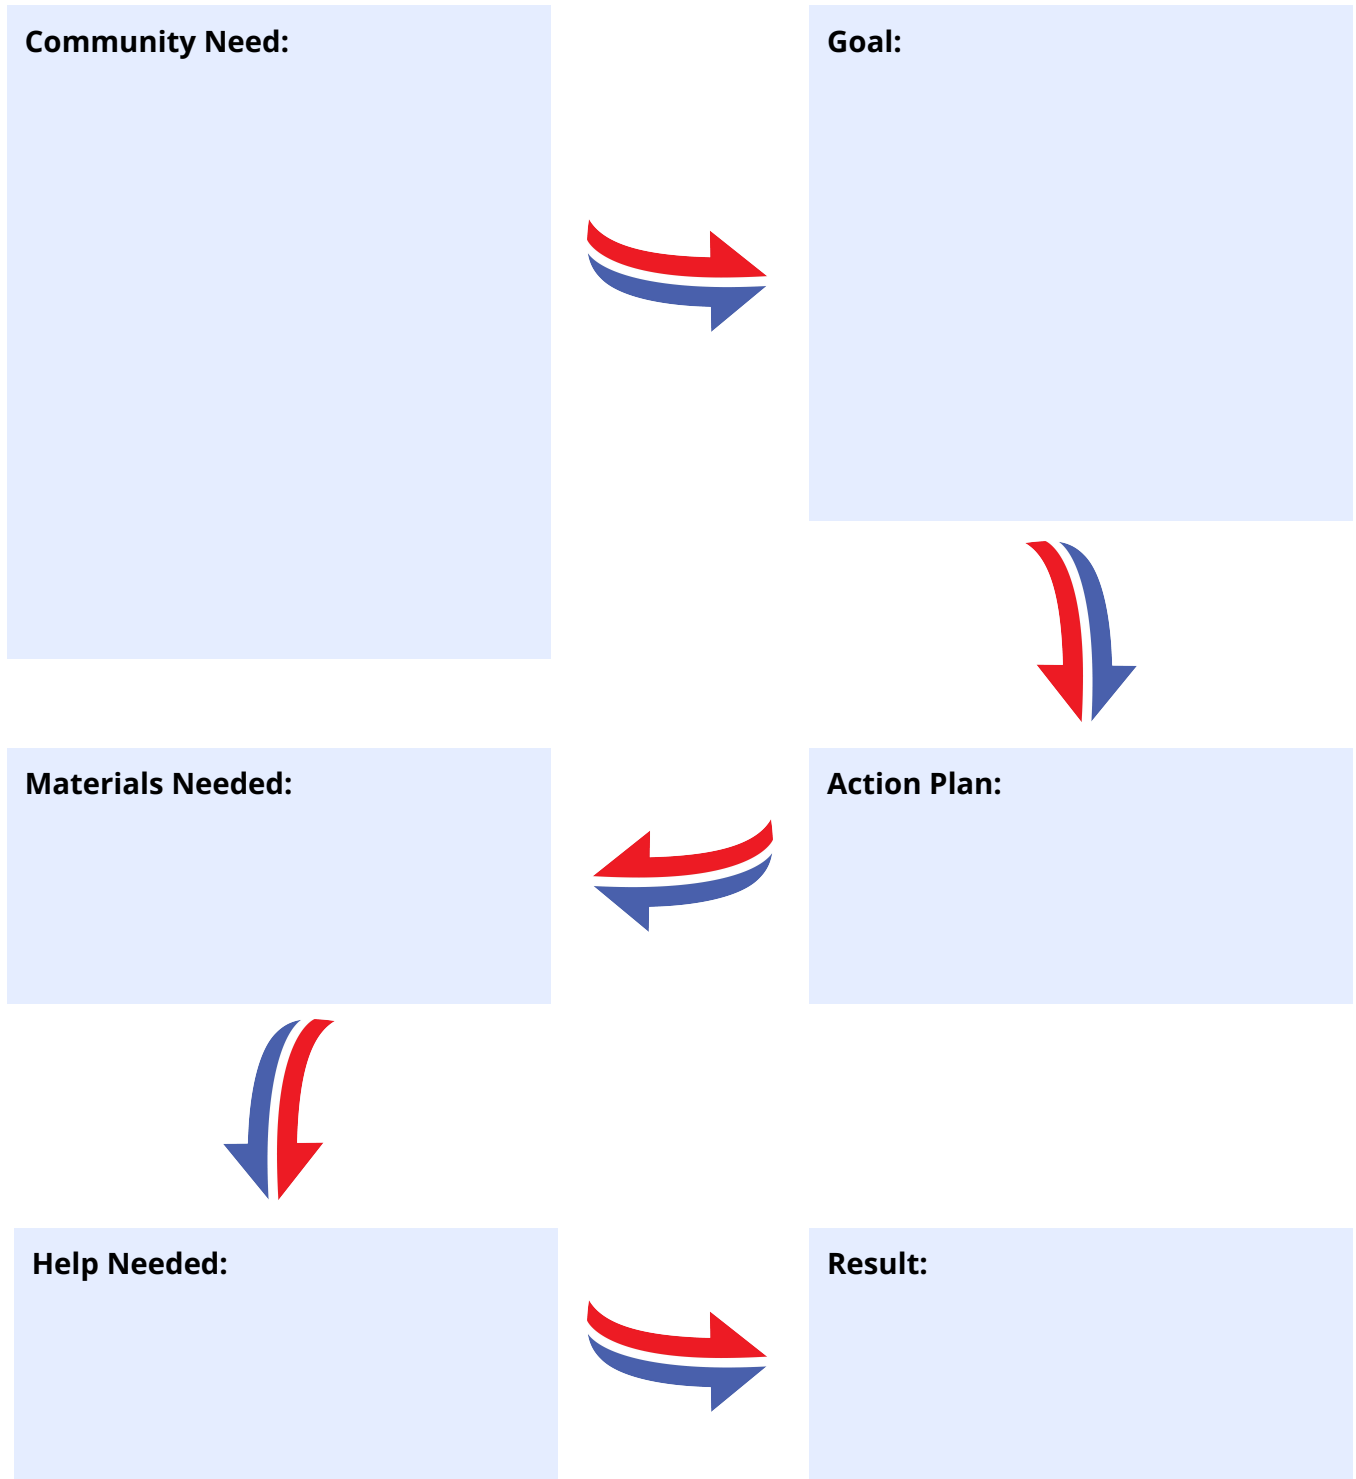 Community Need:
Goal:
Action Plan:
Materials Needed:
Help Needed:
Result: